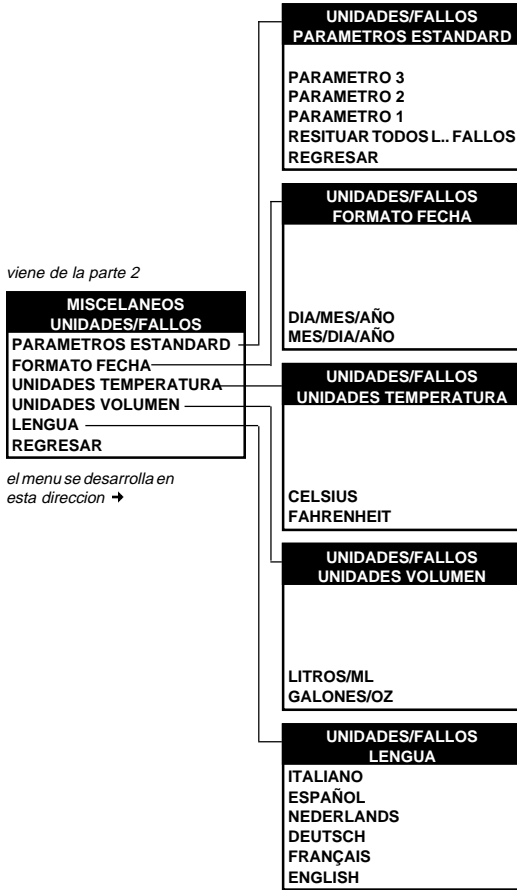 viene de la parte 2
MISCELANEOS
UNIDADES/FALLOS
PARAMETROS ESTANDARD
FORMATO FECHA
UNIDADES TEMPERATURA
UNIDADES VOLUMEN
LENGUA
REGRESAR
el menu se desarrolla en
esta direccion →
UNIDADES/FALLOS
PARAMETROS ESTANDARD
PARAMETRO 3
PARAMETRO 2
PARAMETRO 1
RESITUAR TODOS L.. FALLOS
REGRESAR
UNIDADES/FALLOS
FORMATO FECHA
DIA/MES/AÑO
MES/DIA/AÑO
UNIDADES/FALLOS
UNIDADES TEMPERATURA
CELSIUS
FAHRENHEIT
UNIDADES/FALLOS
UNIDADES VOLUMEN
LITROS/ML
GALONES/OZ
UNIDADES/FALLOS
LENGUA
ITALIANO
ESPAÑOL
NEDERLANDS
DEUTSCH
FRANÇAIS
ENGLISH